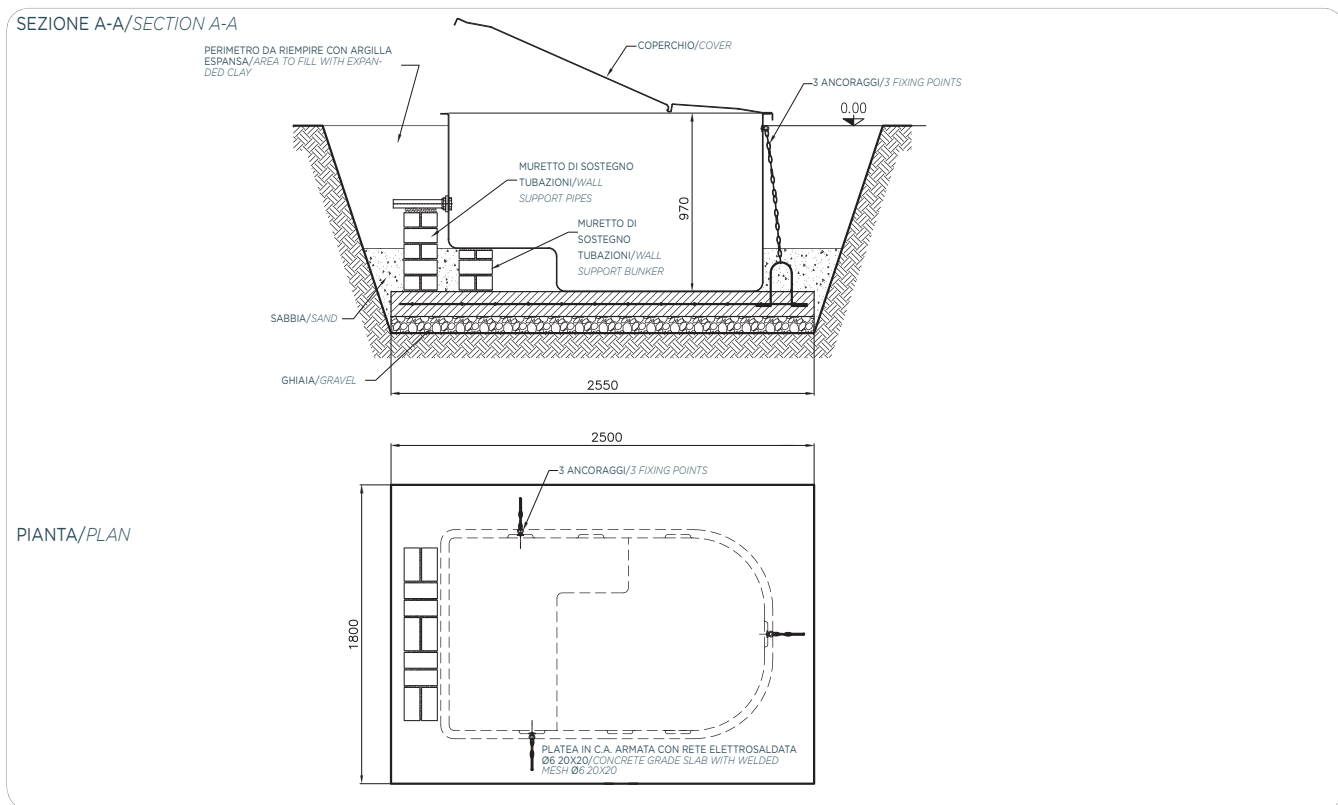 SEZIONE A-A/SECTION A-A
PERIMETRO DA RIEMPIRE CON ARGILLA
ESPANSA/AREA TO FILL WITH EXPAN-
DED CLAY
COPERCHIO/COVER
3 ANCORAGGI/3 FIXING POINTS
0.00
MURETTO DI SOSTEGNO
TUBAZIONI/WALL
SUPPORT PIPES
970
MURETTO DI
SOSTEGNO
TUBAZIONI/WALL
SUPPORT BUNKER
SABBIA/SAND
GHIAIA/GRAVEL
2550
2500
3 ANCORAGGI/3 FIXING POINTS
PIANTA/PLAN
1800
PLATEA IN C.A. ARMATA CON RETE ELETTROSALDATA
Ø6 20X20/CONCRETE GRADE SLAB WITH WELDED
MESH Ø6 20X20